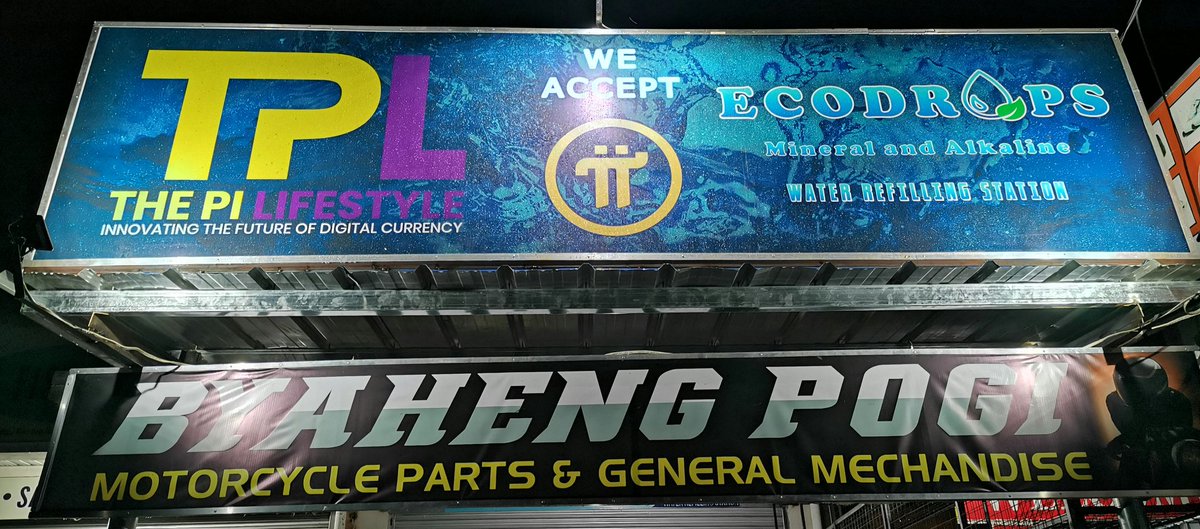 TPL
THE PI LIFESTYLE
INNOVATING THE FUTURE OF DIGITAL CURRENCY
WE
ACCEPT
ECODROPS
Mineral and Alkaline
WATER REFILLING STATION
BYAHENG POGI
MOTORCYCLE PARTS & GENERAL MECHANDISE